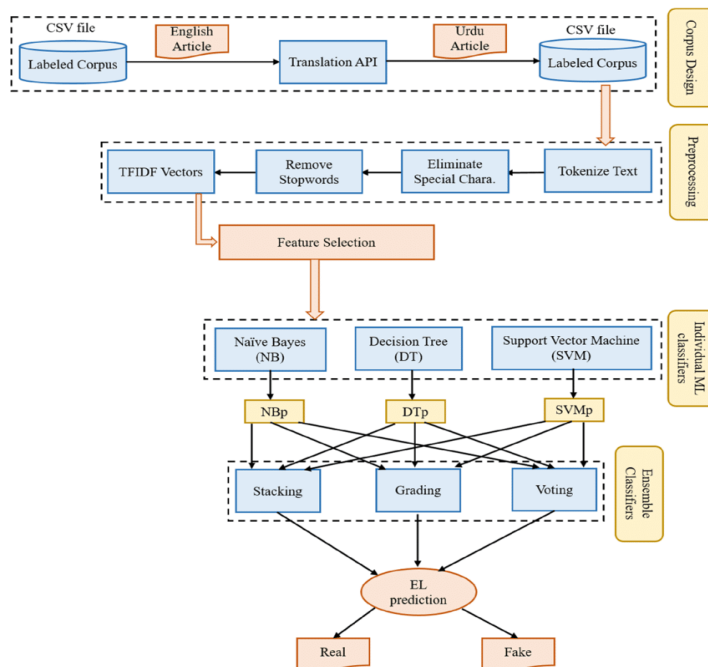 CSV file
English
Article
Urdu
Article
CSV file
Labeled Corpus
Translation API
Labeled Corpus
Corpus Design
TFIDF Vectors
Remove
Stopwords
Eliminate
Special Chara.
Tokenize Text
Preprocessing
Feature Selection
Naïve Bayes
(NB)
Decision Tree
(DT)
Support Vector Machine
(SVM)
Individual ML
classifiers
NBp
DTp
SVMp
Stacking
Grading
Voting
Ensemble
Classifiers
EL
prediction
Real
Fake